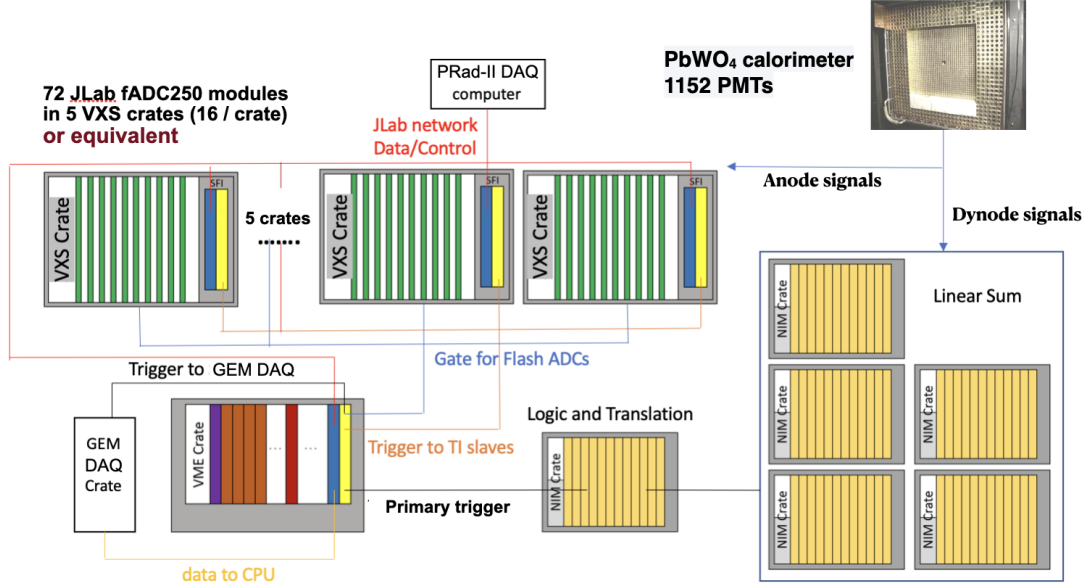 PbWO₄ calorimeter
1152 PMTs
PRad-II DAQ
computer
72 JLab fADC250 modules
in 5 VXS crates (16 / crate)
or equivalent
JLab network
Data/Control
Anode signals
Dynode signals
VXS Crate
SFI
5 crates
.......
VXS Crate
SFI
VXS Crate
SFI
Linear Sum
NIM Crate
NIM Crate
NIM Crate
NIM Crate
NIM Crate
Gate for Flash ADCs
Trigger to GEM DAQ
GEM
DAQ
Crate
VME Crate
...
...
Trigger to TI slaves
Logic and Translation
NIM Crate
Primary trigger
data to CPU